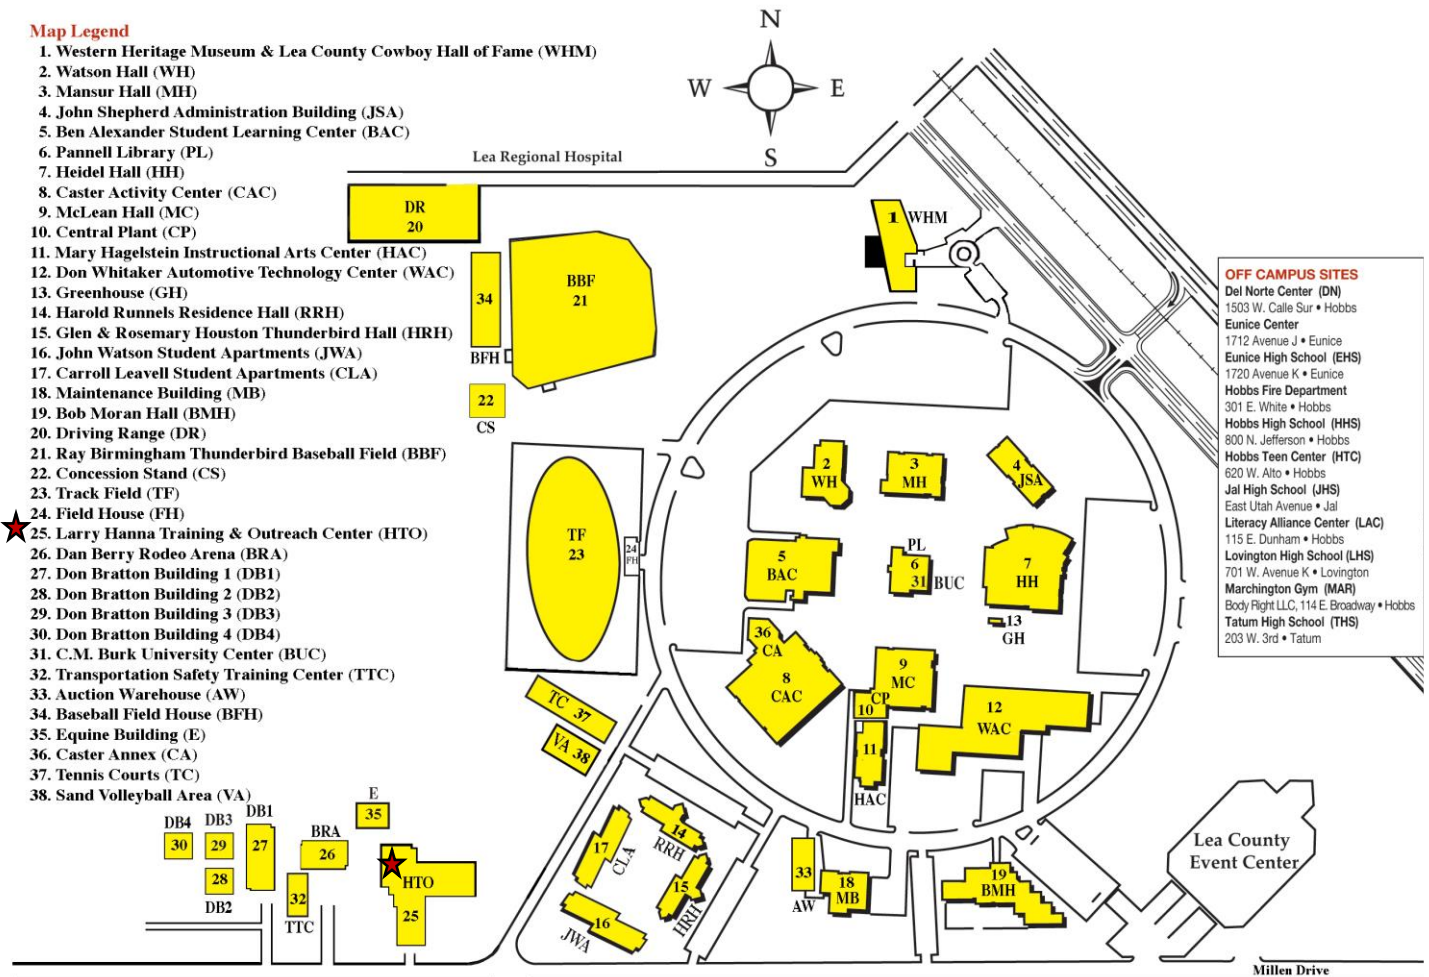 Map Legend
1. Western Heritage Museum & Lea County Cowboy Hall of Fame (WHM)
2. Watson Hall (WH)
3. Mansur Hall (MH)
4. John Shepherd Administration Building (JSA)
5. Ben Alexander Student Learning Center (BAC)
6. Pannell Library (PL)
7. Heidel Hall (HH)
8. Caster Activity Center (CAC)
9. McLean Hall (MC)
10. Central Plant (CP)
11. Mary Hagelstein Instructional Arts Center (HAC)
12. Don Whitaker Automotive Technology Center (WAC)
13. Greenhouse (GH)
14. Harold Runnels Residence Hall (RRH)
15. Glen & Rosemary Houston Thunderbird Hall (HRH)
16. John Watson Student Apartments (JWA)
17. Carroll Leavell Student Apartments (CLA)
18. Maintenance Building (MB)
19. Bob Moran Hall (BMH)
20. Driving Range (DR)
21. Ray Birmingham Thunderbird Baseball Field (BBF)
22. Concession Stand (CS)
23. Track Field (TF)
24. Field House (FH)
25. Larry Hanna Training & Outreach Center (HTO)
26. Dan Berry Rodeo Arena (BRA)
27. Don Bratton Building 1 (DB1)
28. Don Bratton Building 2 (DB2)
29. Don Bratton Building 3 (DB3)
30. Don Bratton Building 4 (DB4)
31. C.M. Burk University Center (BUC)
32. Transportation Safety Training Center (TTC)
33. Auction Warehouse (AW)
34. Baseball Field House (BFH)
35. Equine Building (E)
36. Caster Annex (CA)
37. Tennis Courts (TC)
38. Sand Volleyball Area (VA)
N
W
E
S
Lea Regional Hospital
DR
20
BBF
21
34
BFH
22
CS
1 WHM
TF
23
24
FH
2
WH
3
MH
4
JSA
5
BAC
PL
6
31 BUC
7
HH
13
GH
36
CA
8
CAC
9
MC
CP
10
11
HAC
12
WAC
TC 37
VA 38
14
RRH
15
HRH
16
JWA
17
CLA
33
AW
18
MB
19
BMH
Lea County
Event Center
Millen Drive
DB4
30
DB3
29
28
DB2
DB1
27
BRA
26
32
TTC
E
35
HTO
25
OFF CAMPUS SITES
Del Norte Center (DN)
1503 W. Calle Sur • Hobbs
Eunice Center
1712 Avenue J • Eunice
Eunice High School (EHS)
1720 Avenue K • Eunice
Hobbs Fire Department
301 E. White • Hobbs
Hobbs High School (HHS)
800 N. Jefferson • Hobbs
Hobbs Teen Center (HTC)
620 W. Alto • Hobbs
Jal High School (JHS)
East Utah Avenue • Jal
Literacy Alliance Center (LAC)
115 E. Dunham • Hobbs
Lovington High School (LHS)
701 W. Avenue K • Lovington
Marchington Gym (MAR)
Body Right LLC, 114 E. Broadway • Hobbs
Tatum High School (THS)
203 W. 3rd • Tatum